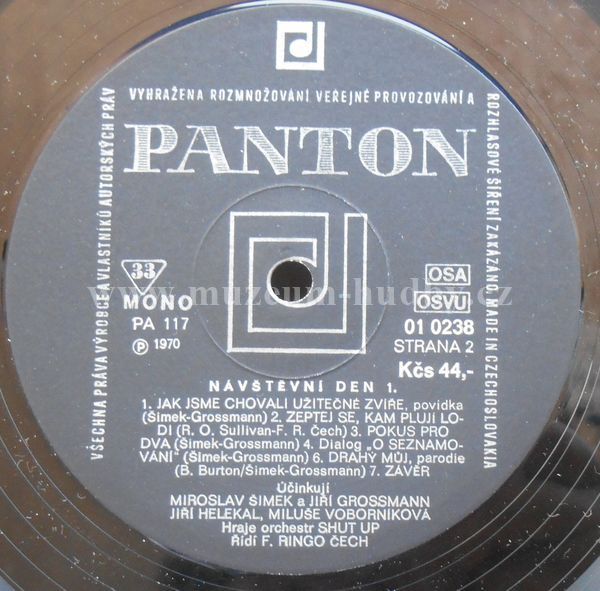 VYHRAŽENA ROZMNOŽOVÁNÍ VEŘEJNÉ PROVOZOVÁNÍ A
ROZHLASOVÉ ŠÍŘENÍ ZAKÁZÁNO. MADE IN CZECHOSLOVAKIA
VŠECHNA PRÁVA VÝROBCE A VLASTNÍKŮ AUTORSKÝCH PRÁV
PANTON
33
MONO
PA 117
℗ 1970
OSA
OSVU
01 0238
STRANA 2
Kčs 44,-
www.muzeum-hudby.cz
NÁVŠTĚVNÍ DEN 1.
1. JAK JSME CHOVALI UŽITEČNÉ ZVÍŘE, povídka
(Šimek-Grossmann) 2. ZEPTEJ SE, KAM PLUJÍ LO-
DI (R. O. Sullivan-F. R. Čech) 3. POKUS PRO
DVA (Šimek-Grossmann) 4. Dialog „O SEZNAMO-
VÁNÍ" (Šimek-Grossmann) 6. DRAHÝ MŮJ, parodie
(B. Burton/Šimek-Grossmann) 7. ZÁVĚR
Účinkují
MIROSLAV ŠIMEK a JIŘÍ GROSSMANN
JIŘÍ HELEKAL, MILUŠE VOBORNÍKOVÁ
Hraje orchestr SHUT UP
Řídí F. RINGO ČECH